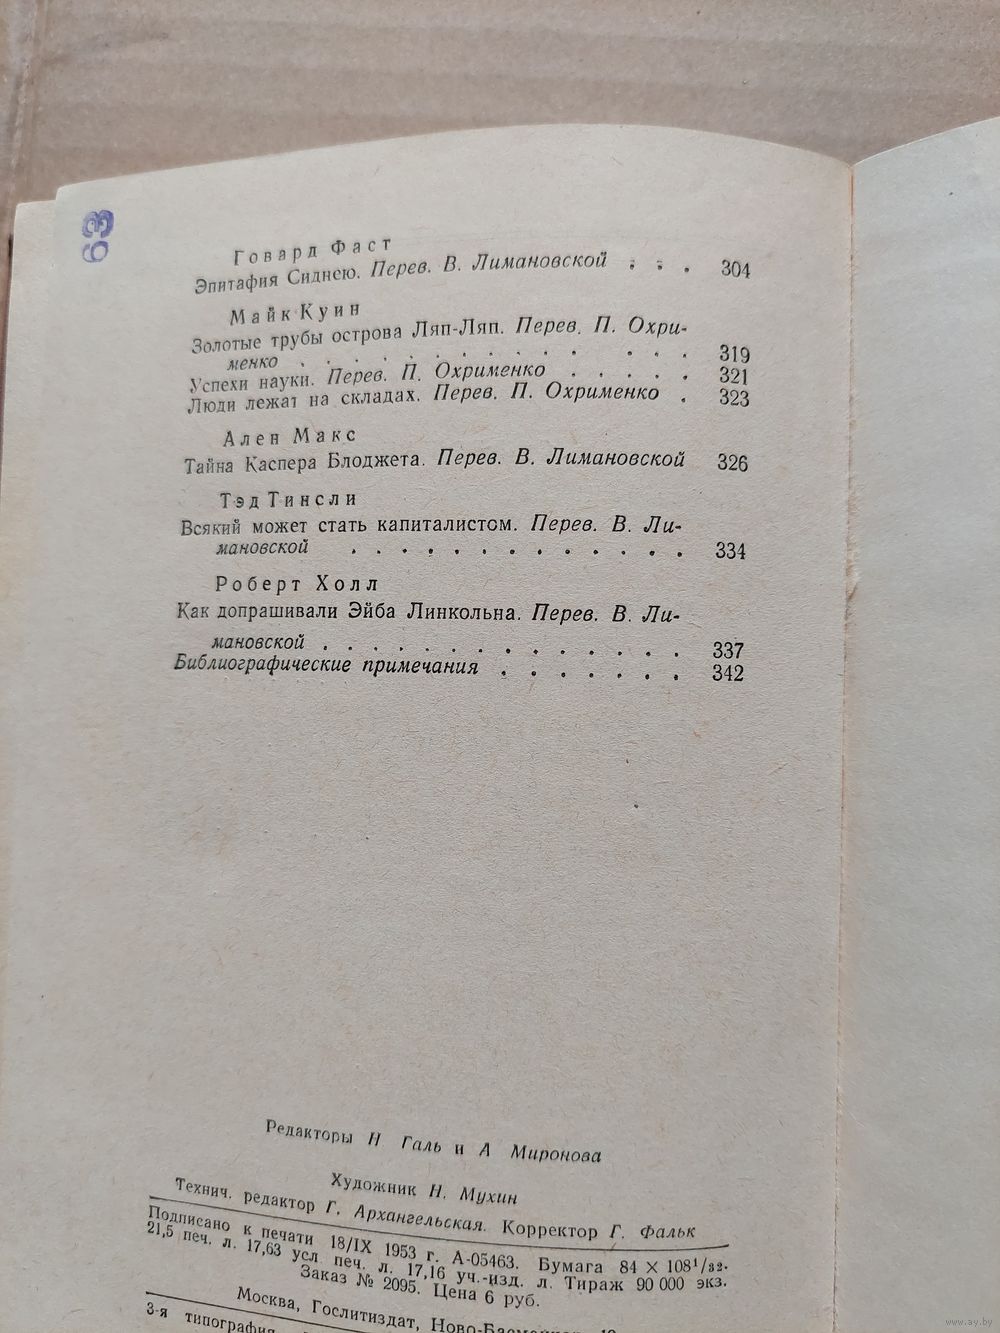 63
Говард Фаст
Эпитафия Сиднею. Перев. В. Лимановской . . . 304
Майк Куин
Золотые трубы острова Ляп-Ляп. Перев. П. Охри-
менко . . . . . . . . . . . . . . 319
Успехи науки. Перев. П. Охрименко . . . . . 321
Люди лежат на складах. Перев. П. Охрименко . 323
Ален Макс
Тайна Каспера Блоджета. Перев. В. Лимановской 326
Тэд Тинсли
Всякий может стать капиталистом. Перев. В. Ли-
мановской . . . . . . . . . . . . . . 334
Роберт Холл
Как допрашивали Эйба Линкольна. Перев. В. Ли-
мановской . . . . . . . . . . . . . . 337
Библиографические примечания . . . . . . . 342
Редакторы Н Галь и А Миронова
Художник Н. Мухин
Технич. редактор Г. Архангельская. Корректор Г. Фальк
Подписано к печати 18/IX 1953 г. А-05463. Бумага 84 × 108¹/₃₂.
21,5 печ. л. 17,63 усл печ. л. 17,16 уч.-изд. л. Тираж 90 000 экз.
Заказ № 2095. Цена 6 руб.
Москва, Гослитиздат,
3-я типография
www.ay.by